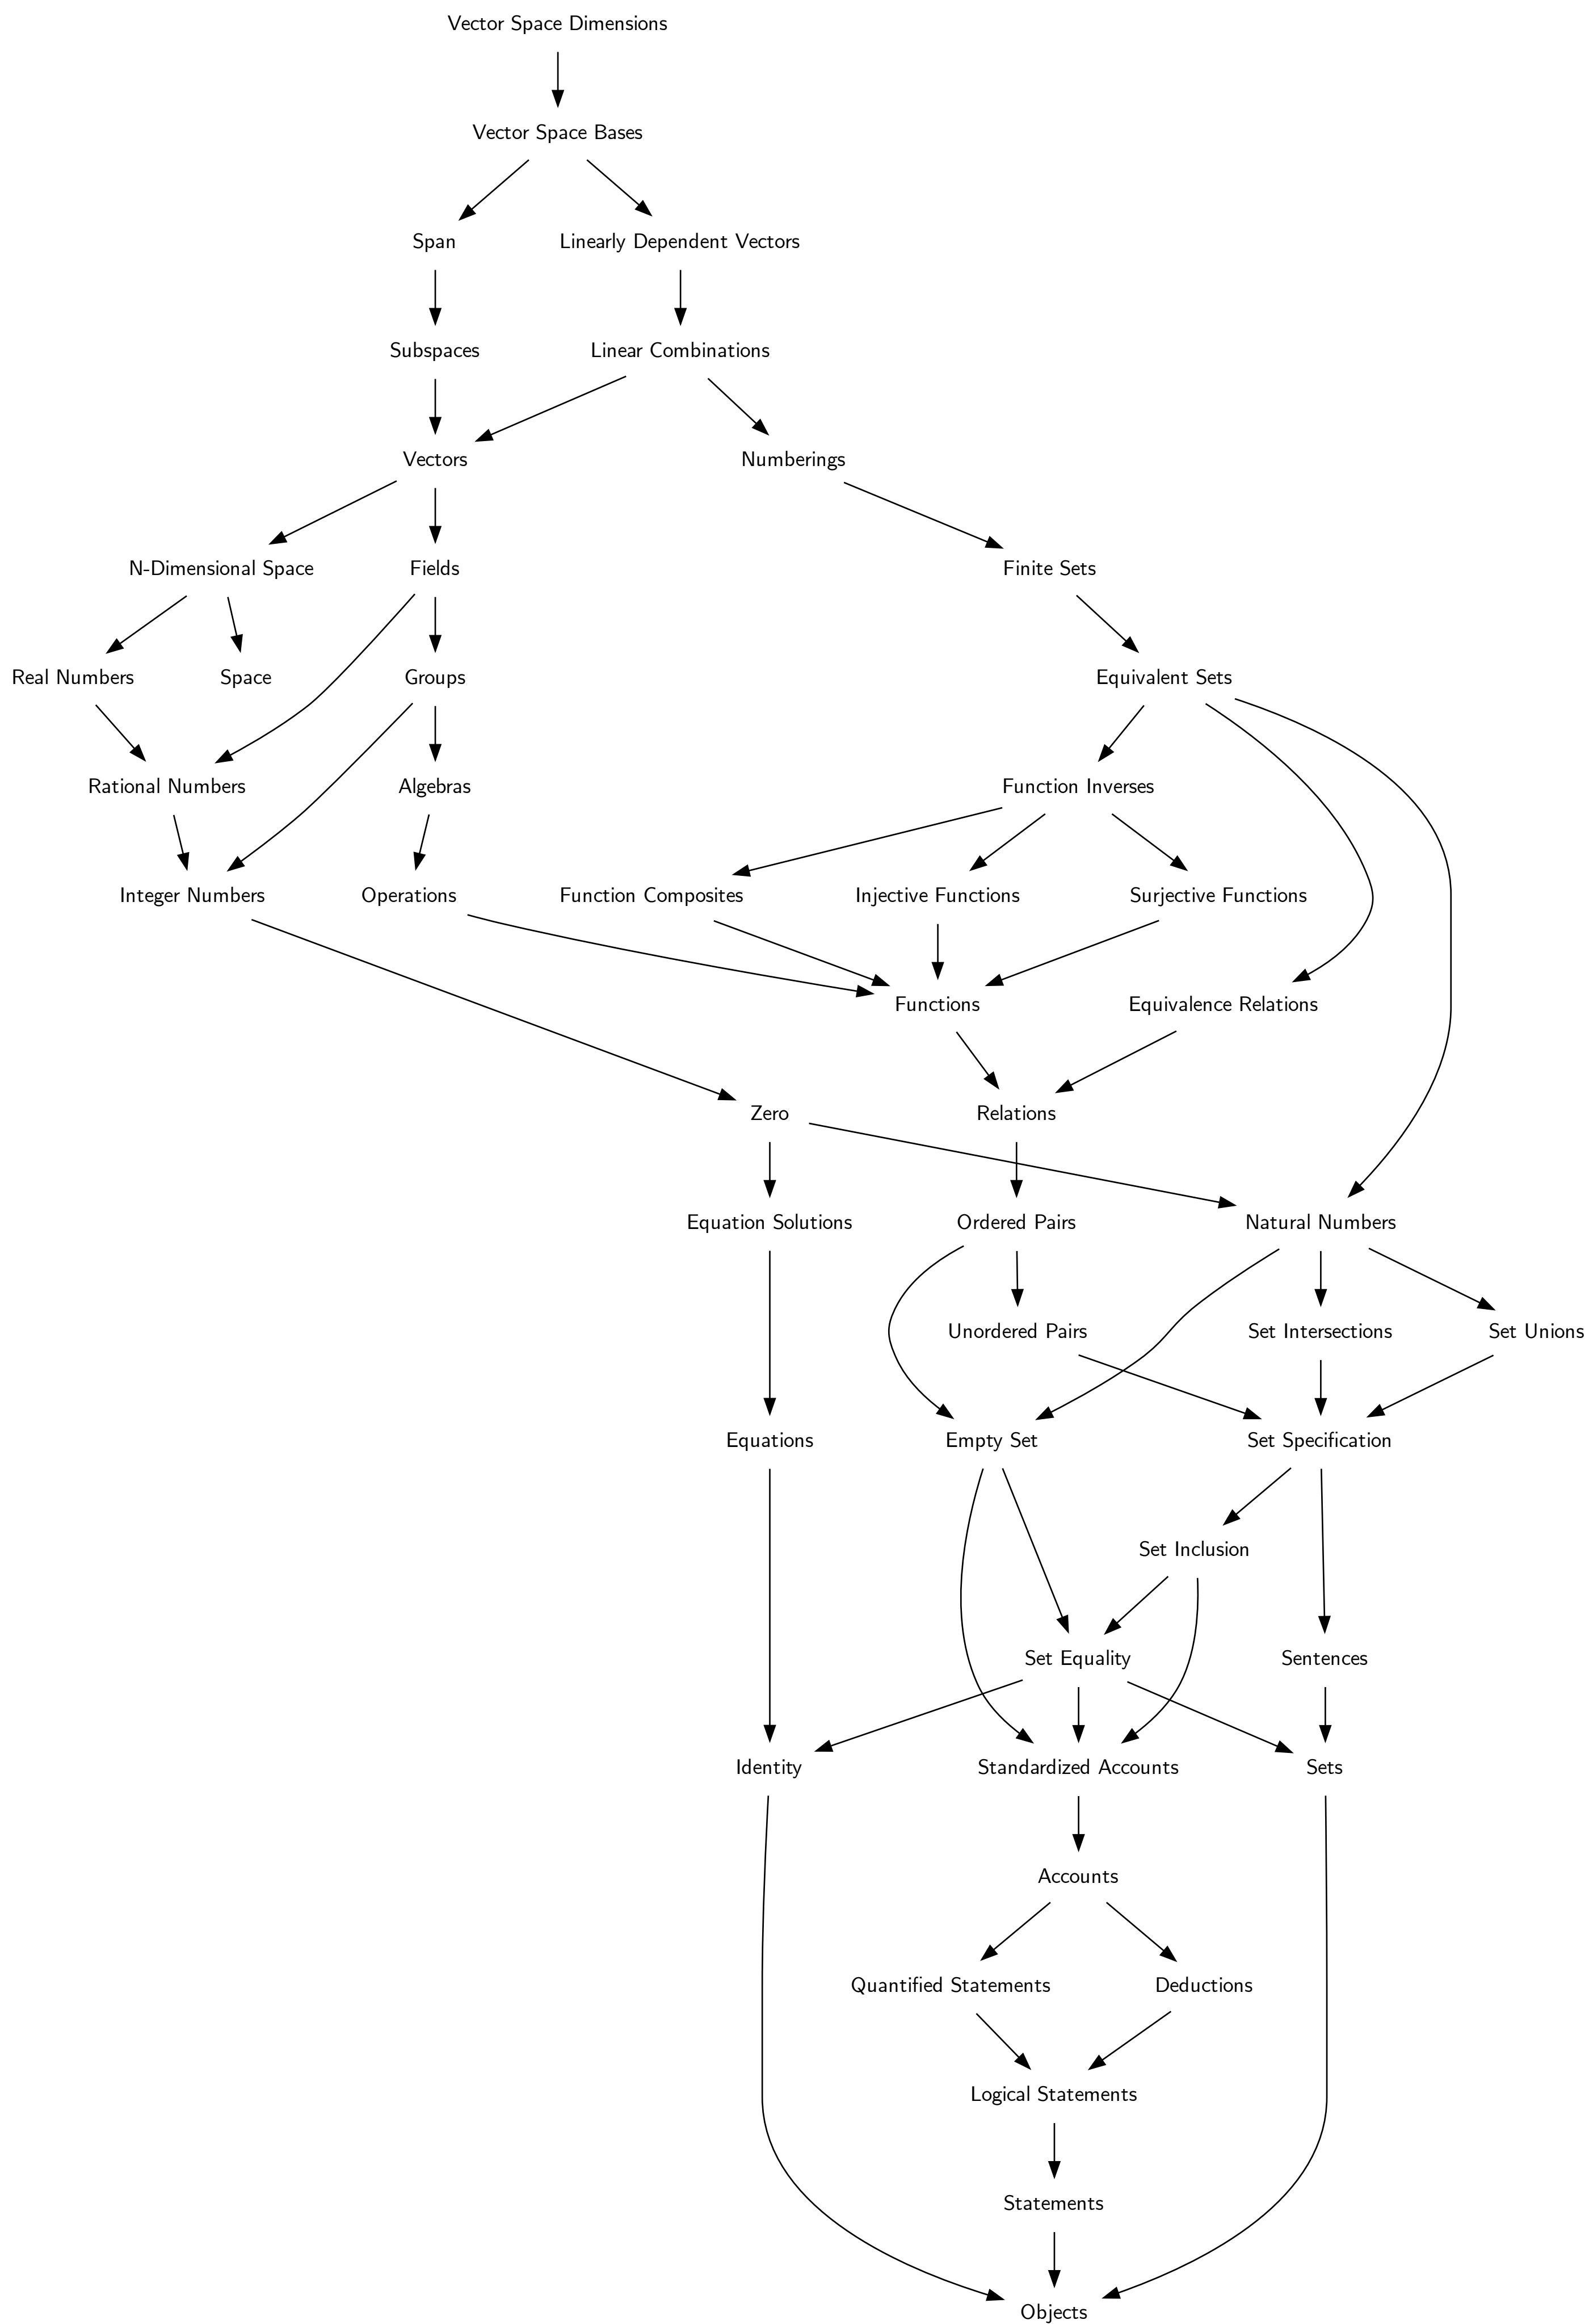 Vector Space Dimensions
Vector Space Bases
Span
Linearly Dependent Vectors
Subspaces
Linear Combinations
Vectors
Numberings
N-Dimensional Space
Fields
Finite Sets
Real Numbers
Space
Groups
Equivalent Sets
Rational Numbers
Algebras
Function Inverses
Integer Numbers
Operations
Function Composites
Injective Functions
Surjective Functions
Functions
Equivalence Relations
Zero
Relations
Equation Solutions
Ordered Pairs
Natural Numbers
Unordered Pairs
Set Intersections
Set Unions
Equations
Empty Set
Set Specification
Set Inclusion
Set Equality
Sentences
Identity
Standardized Accounts
Sets
Accounts
Quantified Statements
Deductions
Logical Statements
Statements
Objects